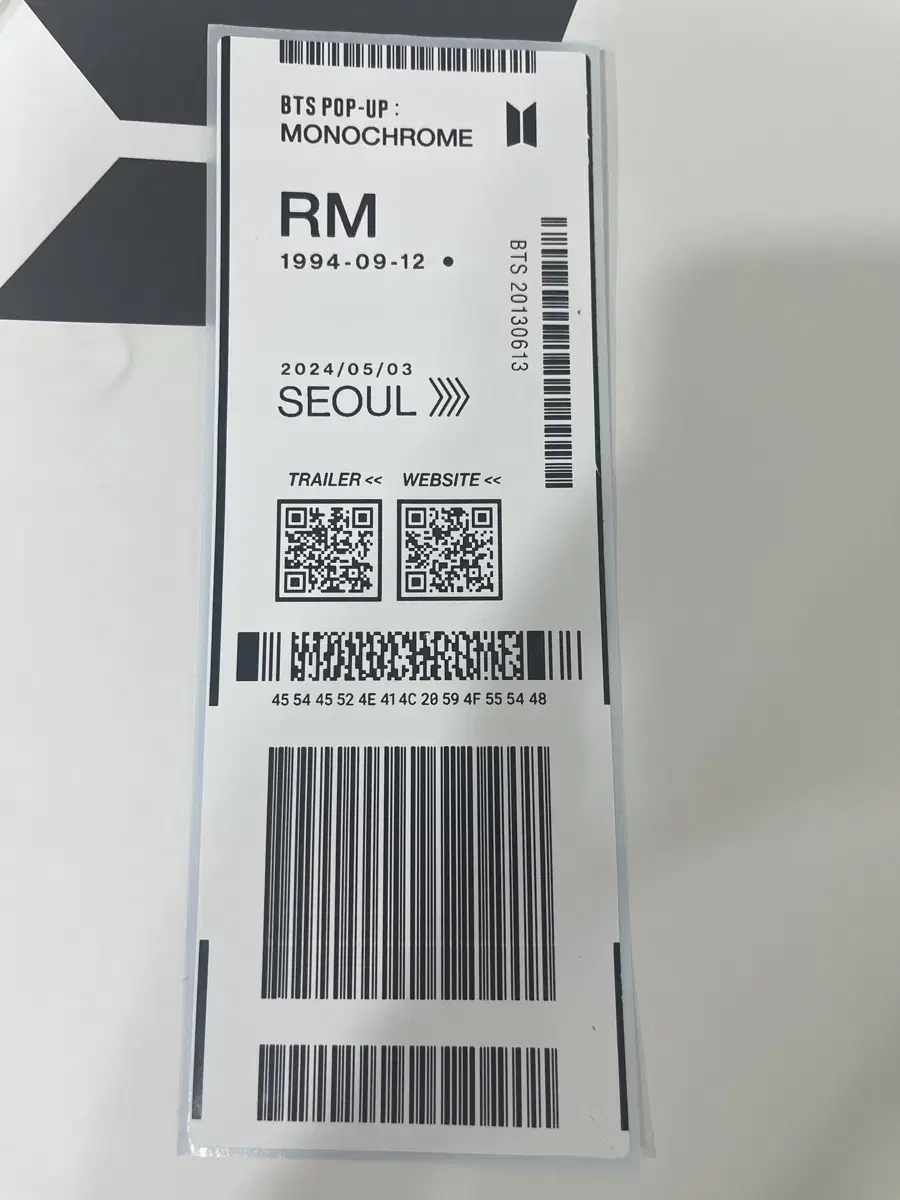 BTS POP-UP :
MONOCHROME
RM
1994-09-12 •
BTS 20130613
2024/05/03
SEOUL
TRAILER << WEBSITE <<
MONOCHROME
45 54 45 52 4E 41 4C 20 59 4F 55 54 48